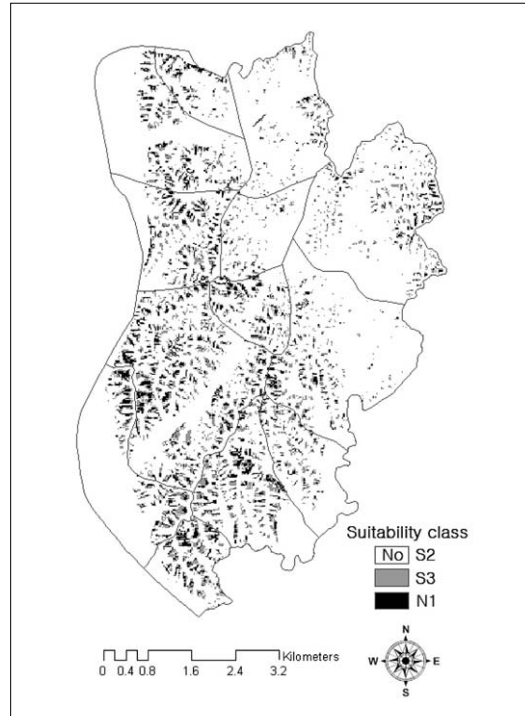 Suitability class
No S2
S3
N1
Kilometers
0 0.4 0.8 1.6 2.4 3.2
N
W E
S